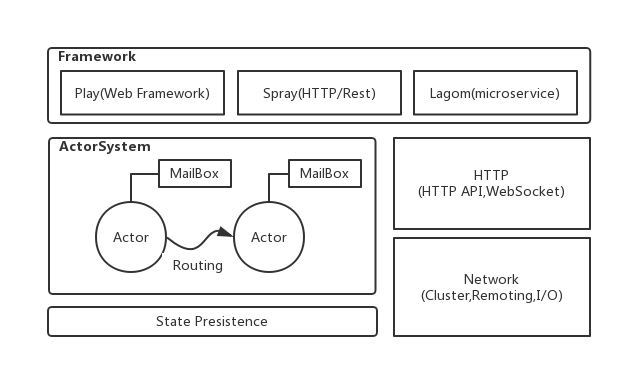 Framework
Play(Web Framework)
Spray(HTTP/Rest)
Lagom(microservice)
ActorSystem
MailBox
MailBox
Actor
Actor
Routing
HTTP
(HTTP API,WebSocket)
Network
(Cluster,Remoting,I/O)
State Presistence